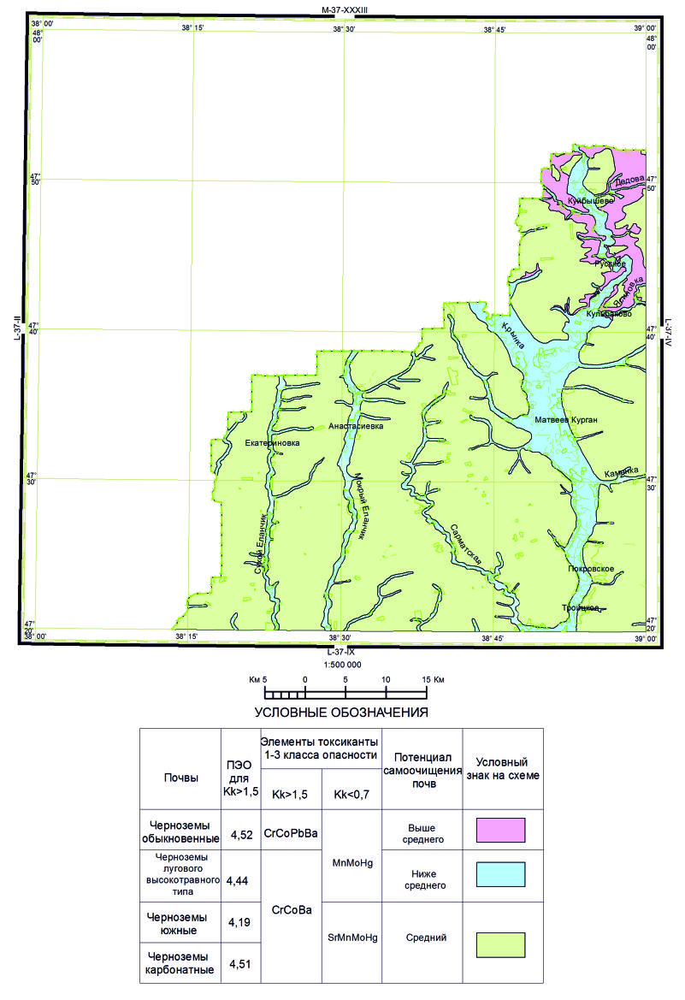 M-37-XXXIII
38° 00'
38° 15'
38° 30'
38° 45'
39° 00'
48°
00'
48°
00'
47°
50'
47°
50'
Дедова
Куйбышево
Русское
Ясиновка
Кульбаково
L-37-II
L-37-IV
47°
40'
47°
40'
Крынка
Матвеев Курган
Анастасиевка
Екатериновка
47°
30'
47°
30'
Каменка
Мокрый Еланчик
Сухой Еланчик
Сарматская
Покровское
Троицкое
47°
20'
47°
20'
38° 00'
38° 15'
38° 30'
38° 45'
39° 00'
L-37-IX
1:500 000
Км 5 0 5 10 15 Км
УСЛОВНЫЕ ОБОЗНАЧЕНИЯ
Почвы
ПЭО
для
Kk>1,5
Элементы токсиканты
1-3 класса опасности
Kk>1,5
Kk<0,7
Потенциал
самоочищения
почв
Условный
знак на схеме
Черноземы
обыкновенные
4,52
CrCoPbBa
MnMoHg
Выше
среднего
Черноземы
лугового
высокотравного
типа
4,44
CrCoBa
Ниже
среднего
Черноземы
южные
4,19
SrMnMoHg
Средний
Черноземы
карбонатные
4,51